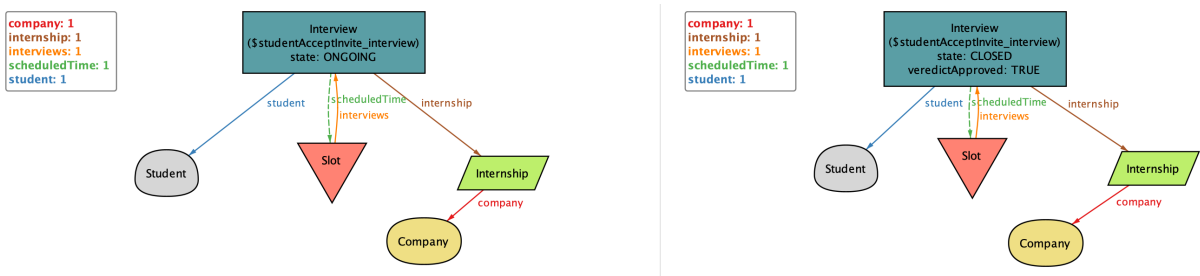 company: 1
internship: 1
interviews: 1
scheduledTime: 1
student: 1
Interview
($studentAcceptInvite_interview)
state: ONGOING
student
scheduledTime
interviews
internship
Student
Slot
Internship
company
Company
company: 1
internship: 1
interviews: 1
scheduledTime: 1
student: 1
Interview
($studentAcceptInvite_interview)
state: CLOSED
veredictApproved: TRUE
student
scheduledTime
interviews
internship
Student
Slot
Internship
company
Company